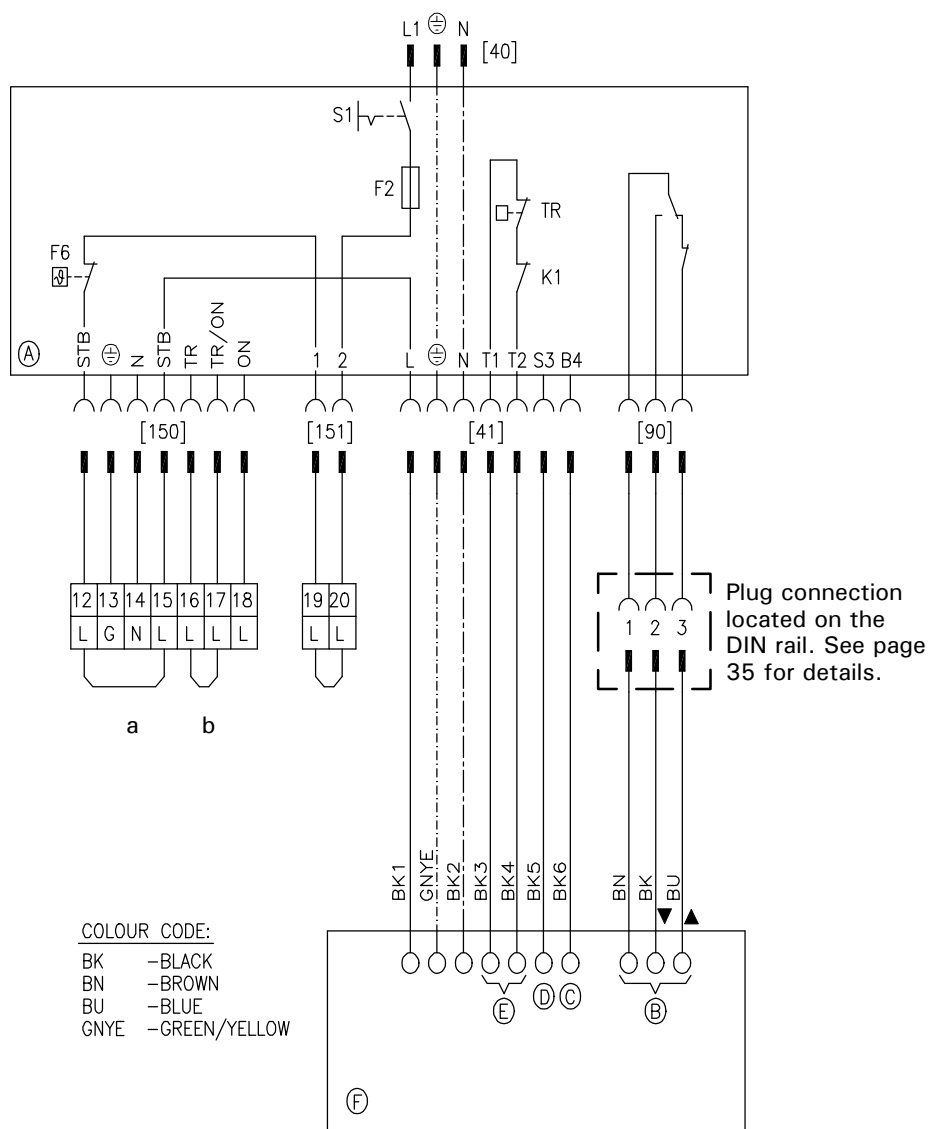 L1 ⏚ N
[40]
S1
F2
TR
F6
K1
A
STB ⏚ N STB TR TR/ON ON 1 2 L ⏚ N T1 T2 S3 B4
[150] [151] [41] [90]
12 13 14 15 16 17 18 19 20
L G N L L L L L L
1 2 3
Plug connection
located on the
DIN rail. See page
35 for details.
a b
BK1 GNYE BK2 BK3 BK4 BK5 BK6 BN BK BU
COLOUR CODE:
BK -BLACK
BN -BROWN
BU -BLUE
GNYE -GREEN/YELLOW
E D C B
F